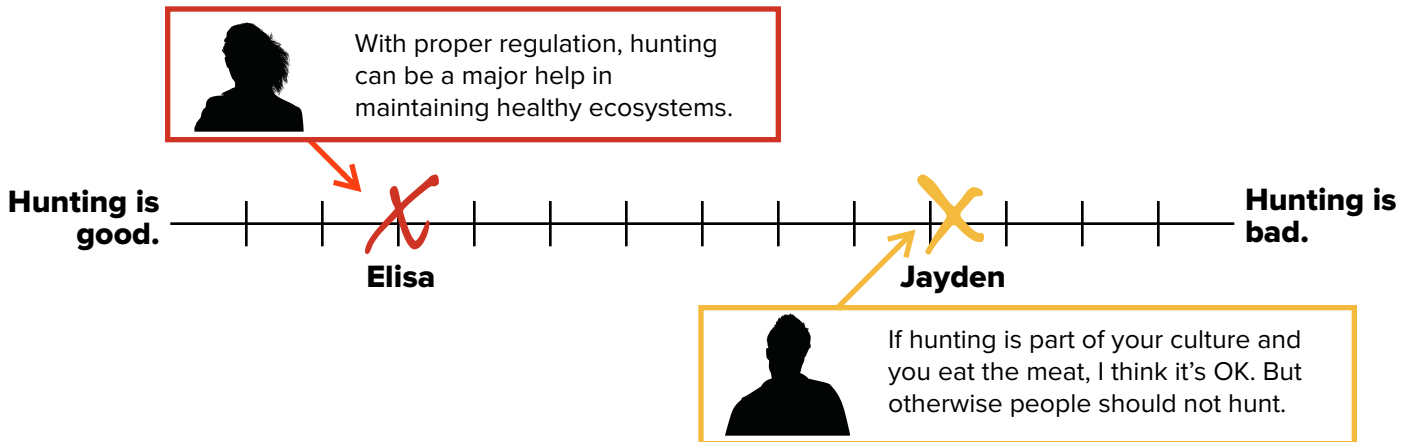 With proper regulation, hunting
can be a major help in
maintaining healthy ecosystems.
Hunting is
good.
Hunting is
bad.
Elisa
Jayden
If hunting is part of your culture and
you eat the meat, I think it’s OK. But
otherwise people should not hunt.